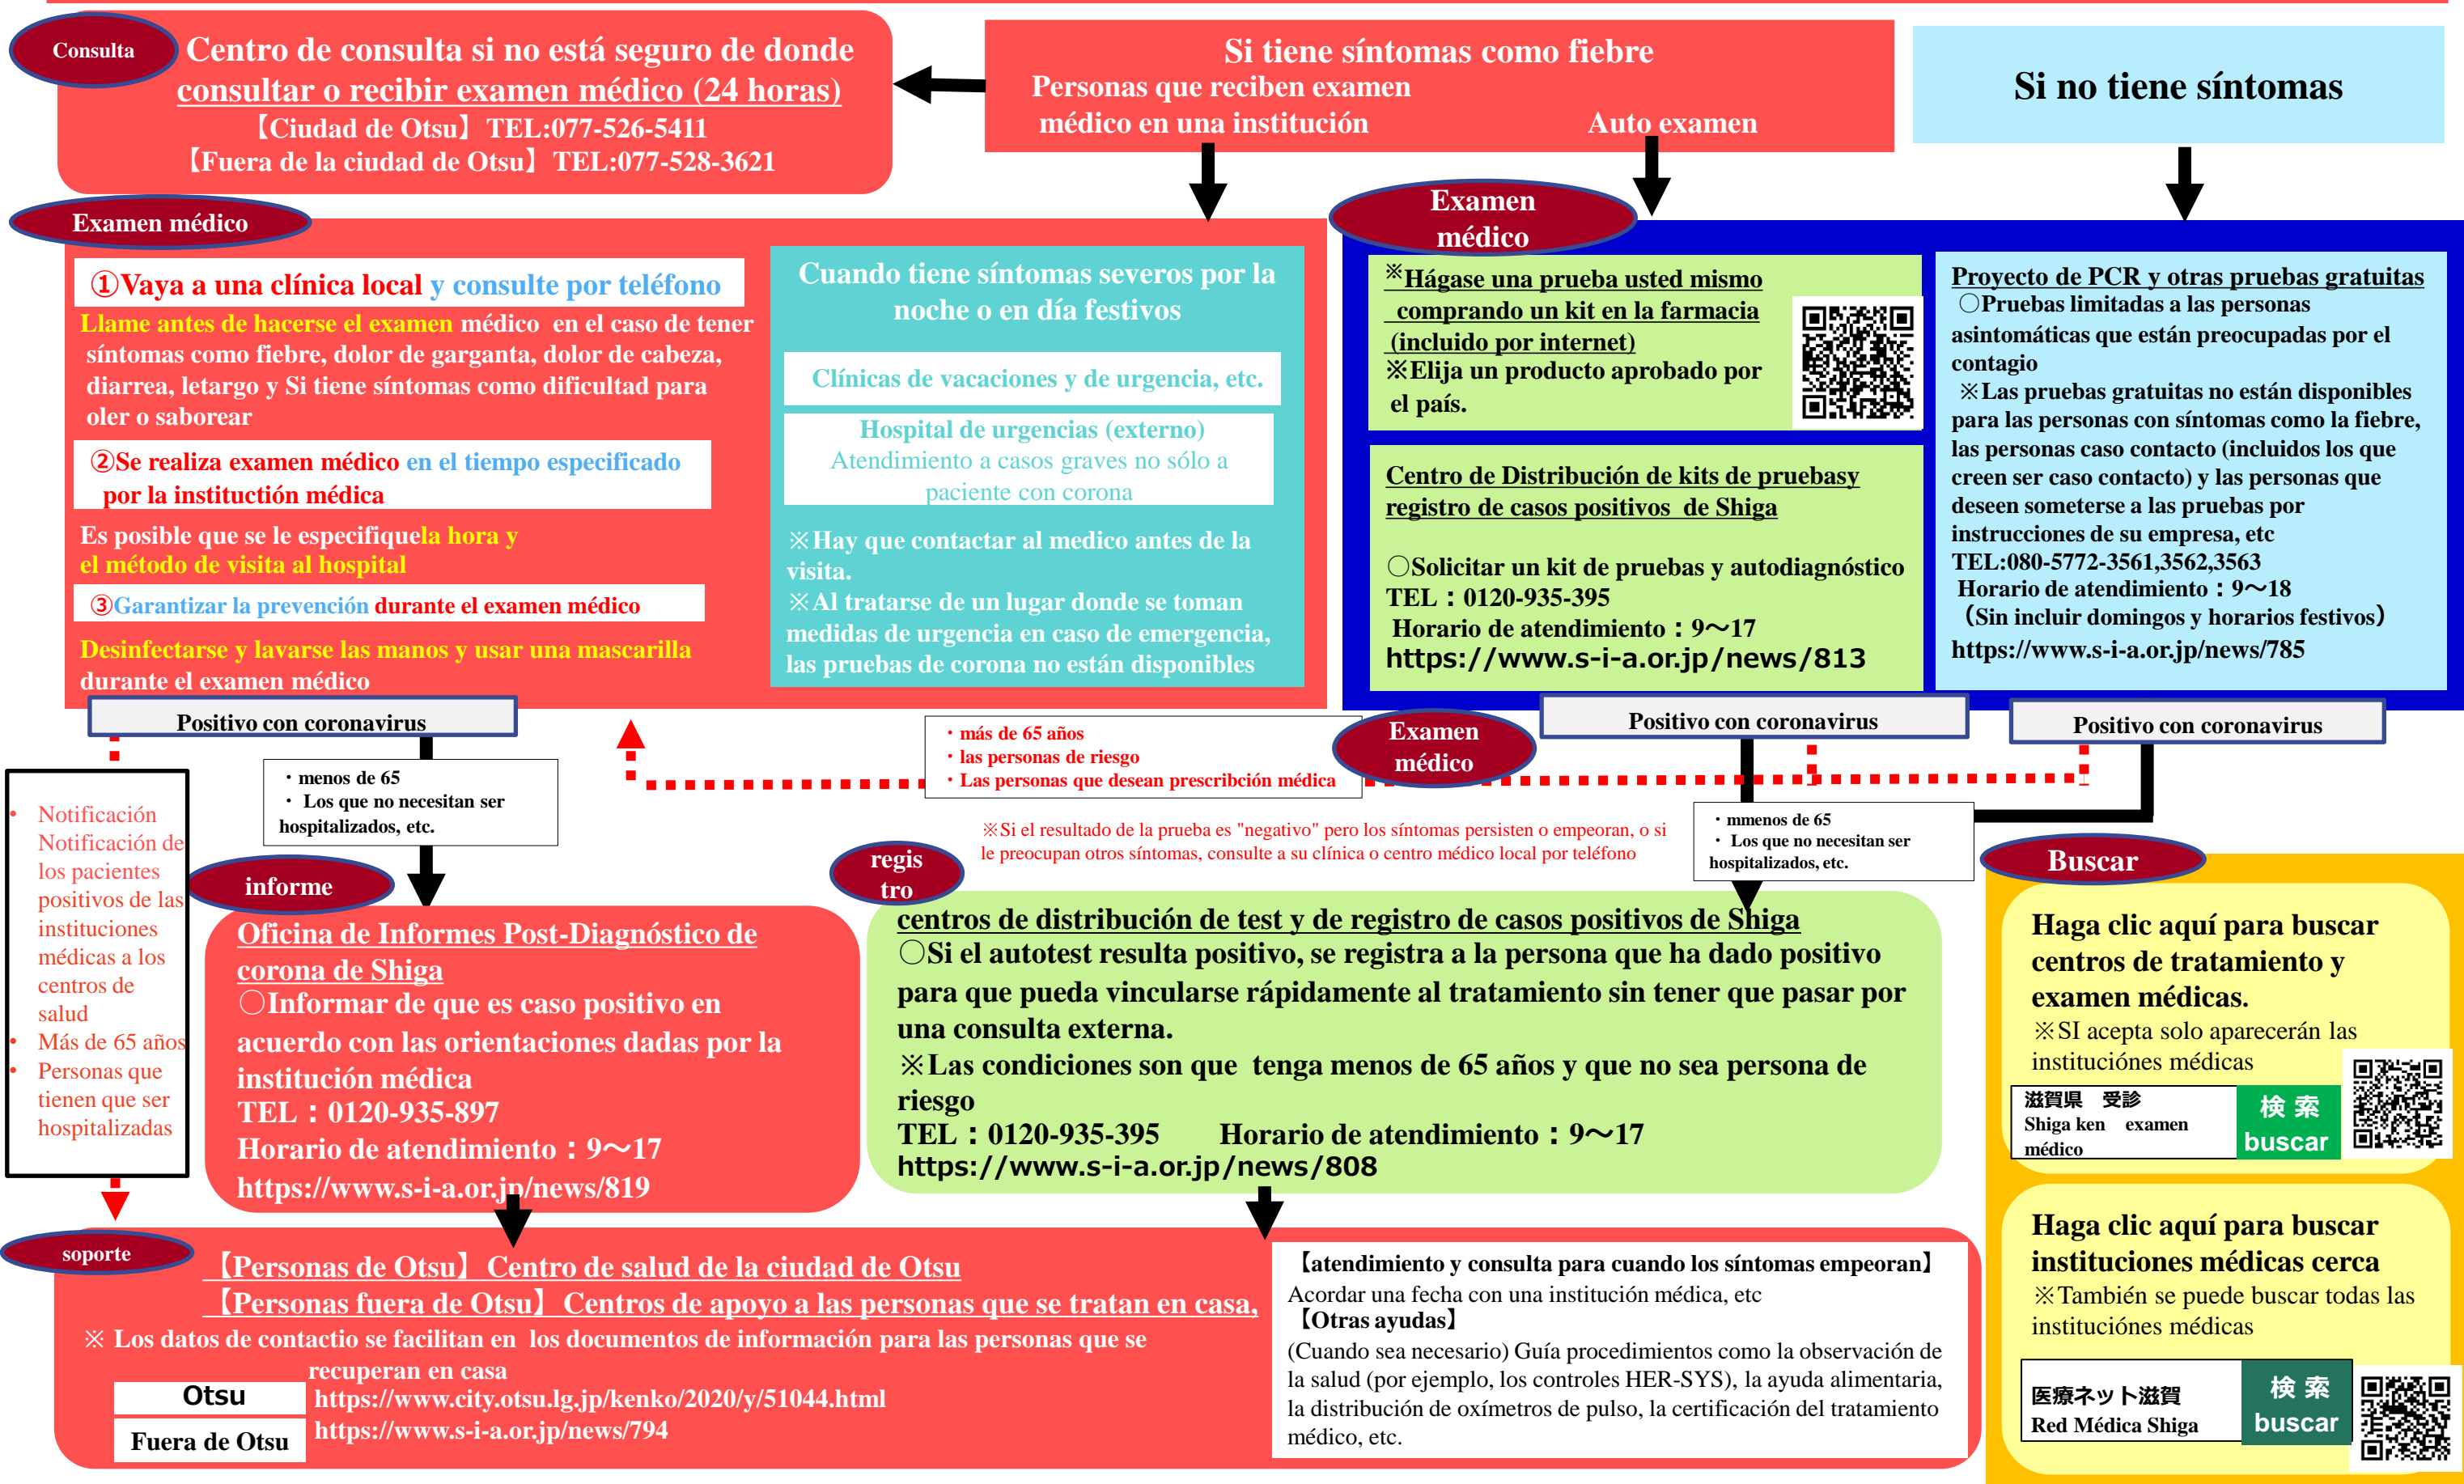 Consulta
Centro de consulta si no está seguro de donde
consultar o recibir examen médico (24 horas)
【Ciudad de Otsu】TEL:077-526-5411
【Fuera de la ciudad de Otsu】TEL:077-528-3621
Si tiene síntomas como fiebre
Personas que reciben examen
médico en una institución
Auto examen
Si no tiene síntomas
Examen médico
①Vaya a una clínica local y consulte por teléfono
Llame antes de hacerse el examen médico en el caso de tener
síntomas como fiebre, dolor de garganta, dolor de cabeza,
diarrea, letargo y Si tiene síntomas como dificultad para
oler o saborear
②Se realiza examen médico en el tiempo especificado
por la instituctión médica
Es posible que se le especifiquela hora y
el método de visita al hospital
③Garantizar la prevención durante el examen médico
Desinfectarse y lavarse las manos y usar una mascarilla
durante el examen médico
Cuando tiene síntomas severos por la
noche o en día festivos
Clínicas de vacaciones y de urgencia, etc.
Hospital de urgencias (externo)
Atendimiento a casos graves no sólo a
paciente con corona
※Hay que contactar al medico antes de la
visita.
※Al tratarse de un lugar donde se toman
medidas de urgencia en caso de emergencia,
las pruebas de corona no están disponibles
Examen
médico
※Hágase una prueba usted mismo
comprando un kit en la farmacia
(incluido por internet)
※Elija un producto aprobado por
el país.
Centro de Distribución de kits de pruebasy
registro de casos positivos de Shiga
○Solicitar un kit de pruebas y autodiagnóstico
TEL：0120-935-395
Horario de atendimiento：9～17
https://www.s-i-a.or.jp/news/813
Proyecto de PCR y otras pruebas gratuitas
○Pruebas limitadas a las personas
asintomáticas que están preocupadas por el
contagio
※Las pruebas gratuitas no están disponibles
para las personas con síntomas como la fiebre,
las personas caso contacto (incluidos los que
creen ser caso contacto) y las personas que
deseen someterse a las pruebas por
instrucciones de su empresa, etc
TEL:080-5772-3561,3562,3563
Horario de atendimiento：9～18
（Sin incluir domingos y horarios festivos）
https://www.s-i-a.or.jp/news/785
Positivo con coronavirus
・más de 65 años
・las personas de riesgo
・Las personas que desean prescribción médica
Examen
médico
Positivo con coronavirus
Positivo con coronavirus
・menos de 65
・ Los que no necesitan ser
hospitalizados, etc.
• Notificación
Notificación de
los pacientes
positivos de las
instituciones
médicas a los
centros de
salud
• Más de 65 años
• Personas que
tienen que ser
hospitalizadas
※Si el resultado de la prueba es "negativo" pero los síntomas persisten o empeoran, o si
le preocupan otros síntomas, consulte a su clínica o centro médico local por teléfono
・mmenos de 65
・ Los que no necesitan ser
hospitalizados, etc.
informe
Oficina de Informes Post-Diagnóstico de
corona de Shiga
○Informar de que es caso positivo en
acuerdo con las orientaciones dadas por la
institución médica
TEL：0120-935-897
Horario de atendimiento：9～17
https://www.s-i-a.or.jp/news/819
regis
tro
centros de distribución de test y de registro de casos positivos de Shiga
○Si el autotest resulta positivo, se registra a la persona que ha dado positivo
para que pueda vincularse rápidamente al tratamiento sin tener que pasar por
una consulta externa.
※Las condiciones son que tenga menos de 65 años y que no sea persona de
riesgo
TEL：0120-935-395 Horario de atendimiento：9～17
https://www.s-i-a.or.jp/news/808
Buscar
Haga clic aquí para buscar
centros de tratamiento y
examen médicas.
※SI acepta solo aparecerán las
instituciónes médicas
滋賀県 受診
Shiga ken examen
médico
検 索
buscar
Haga clic aquí para buscar
instituciones médicas cerca
※También se puede buscar todas las
instituciónes médicas
医療ネット滋賀
Red Médica Shiga
検 索
buscar
soporte
【Personas de Otsu】Centro de salud de la ciudad de Otsu
【Personas fuera de Otsu】Centros de apoyo a las personas que se tratan en casa,
※ Los datos de contactio se facilitan en los documentos de información para las personas que se
recuperan en casa
Otsu https://www.city.otsu.lg.jp/kenko/2020/y/51044.html
Fuera de Otsu https://www.s-i-a.or.jp/news/794
【atendimiento y consulta para cuando los síntomas empeoran】
Acordar una fecha con una institución médica, etc
【Otras ayudas】
(Cuando sea necesario) Guía procedimientos como la observación de
la salud (por ejemplo, los controles HER-SYS), la ayuda alimentaria,
la distribución de oxímetros de pulso, la certificación del tratamiento
médico, etc.